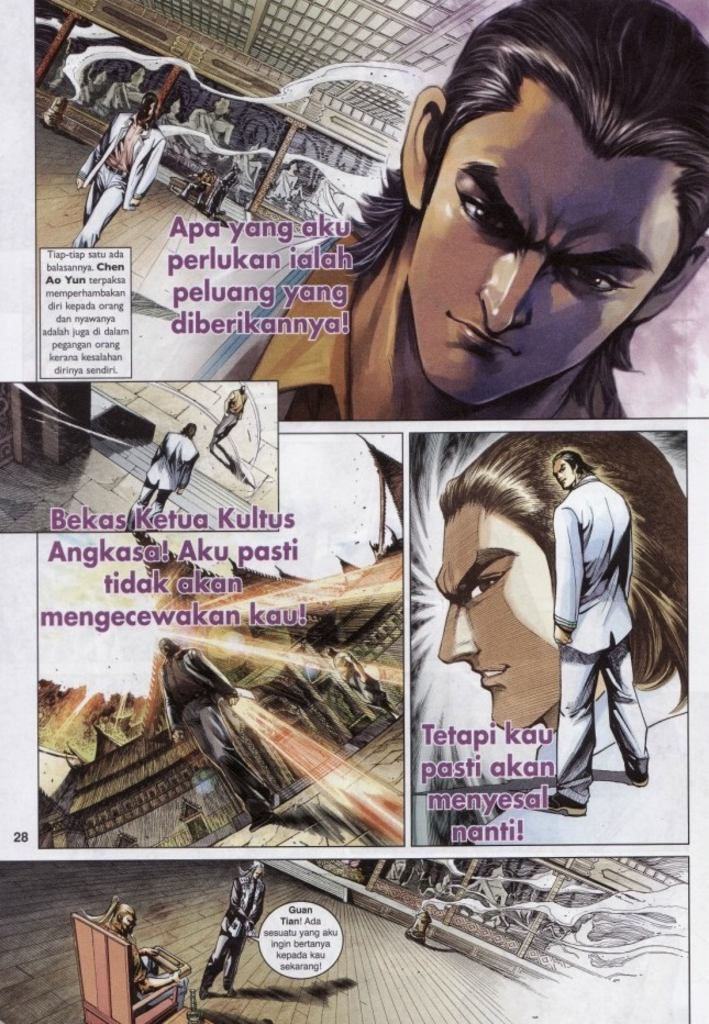 Apa yang aku
perlukan ialah
peluang yang
diberikannya!
Tiap-tiap satu ada
balasannya. Chen
Ao Yun terpaksa
memperhambakan
diri kepada orang
dan nyawanya
adalah juga di dalam
pegangan orang
kerana kesalahan
dirinya sendiri.
Bekas Ketua Kultus
Angkasa! Aku pasti
tidak akan
mengecewakan kau!
Tetapi kau
pasti akan
menyesal
nanti!
28
Guan
Tian! Ada
sesuatu yang aku
ingin bertanya
kepada kau
sekarang!